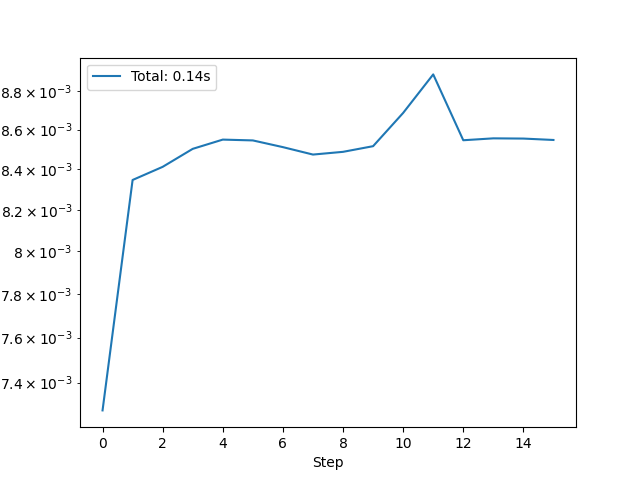 Total: 0.14s
8.8 × 10⁻³
8.6 × 10⁻³
8.4 × 10⁻³
8.2 × 10⁻³
8 × 10⁻³
7.8 × 10⁻³
7.6 × 10⁻³
7.4 × 10⁻³
0 2 4 6 8 10 12 14
Step